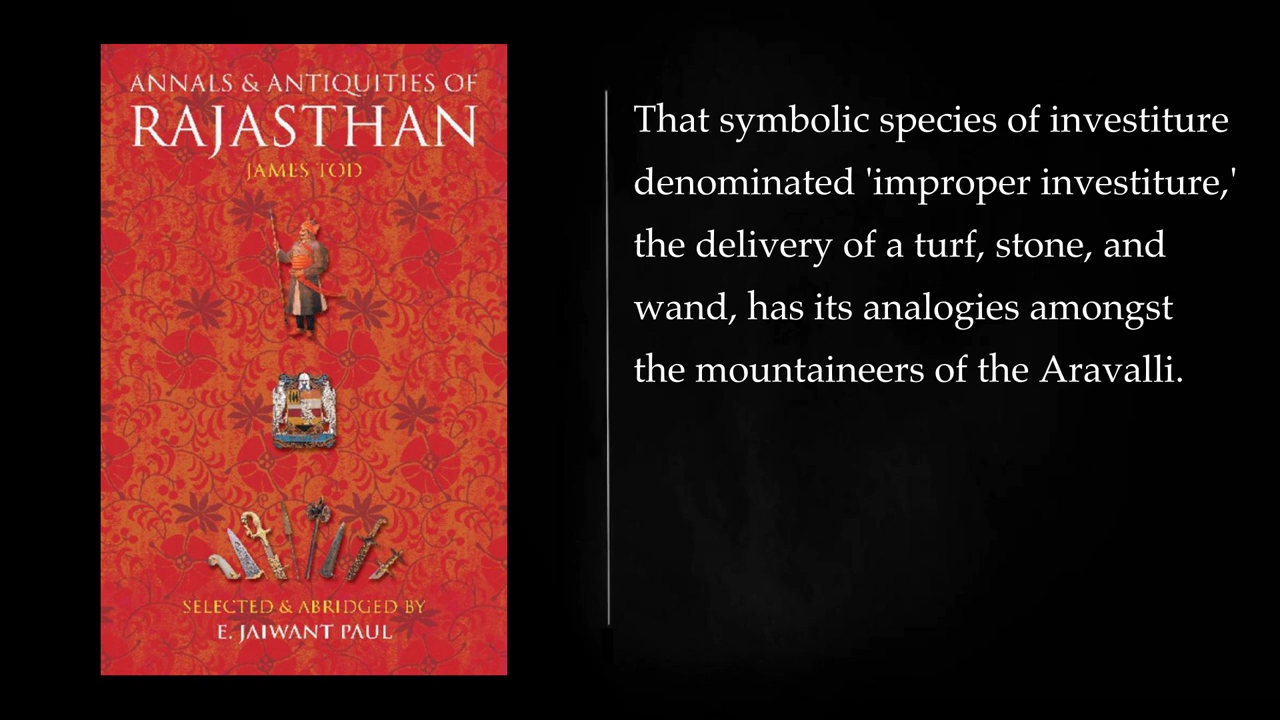 ANNALS & ANTIQUITIES OF
RAJASTHAN
JAMES TOD
SELECTED & ABRIDGED BY
E. JAIWANT PAUL
That symbolic species of investiture
denominated 'improper investiture,'
the delivery of a turf, stone, and
wand, has its analogies amongst
the mountaineers of the Aravalli.